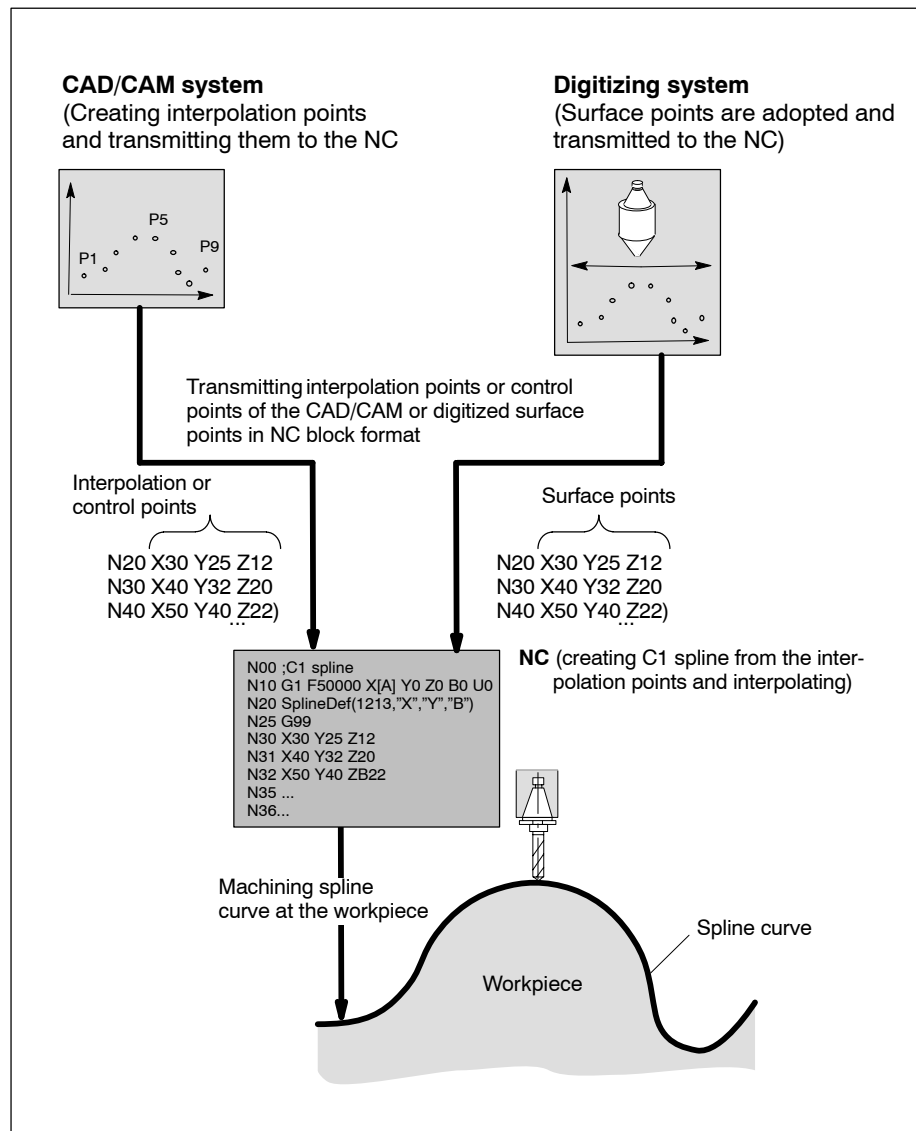 CAD/CAM system
(Creating interpolation points
and transmitting them to the NC
Digitizing system
(Surface points are adopted and
transmitted to the NC)
P1
P5
P9
Transmitting interpolation points or control
points of the CAD/CAM or digitized surface
points in NC block format
Interpolation or
control points
N20 X30 Y25 Z12
N30 X40 Y32 Z20
N40 X50 Y40 Z22)
...
Surface points
N20 X30 Y25 Z12
N30 X40 Y32 Z20
N40 X50 Y40 Z22)
...
N00 ;C1 spline
N10 G1 F50000 X[A] Y0 Z0 B0 U0
N20 SplineDef(1213,”X”,”Y”,”B”)
N25 G99
N30 X30 Y25 Z12
N31 X40 Y32 Z20
N32 X50 Y40 ZB22
N35 ...
N36...
NC (creating C1 spline from the inter-
polation points and interpolating)
Machining spline
curve at the workpiece
Spline curve
Workpiece